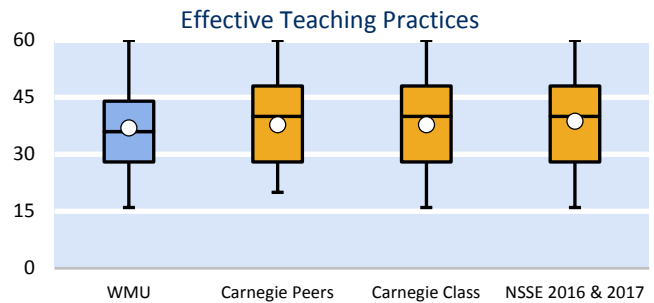 Effective Teaching Practices
60
45
30
15
0
WMU Carnegie Peers Carnegie Class NSSE 2016 & 2017